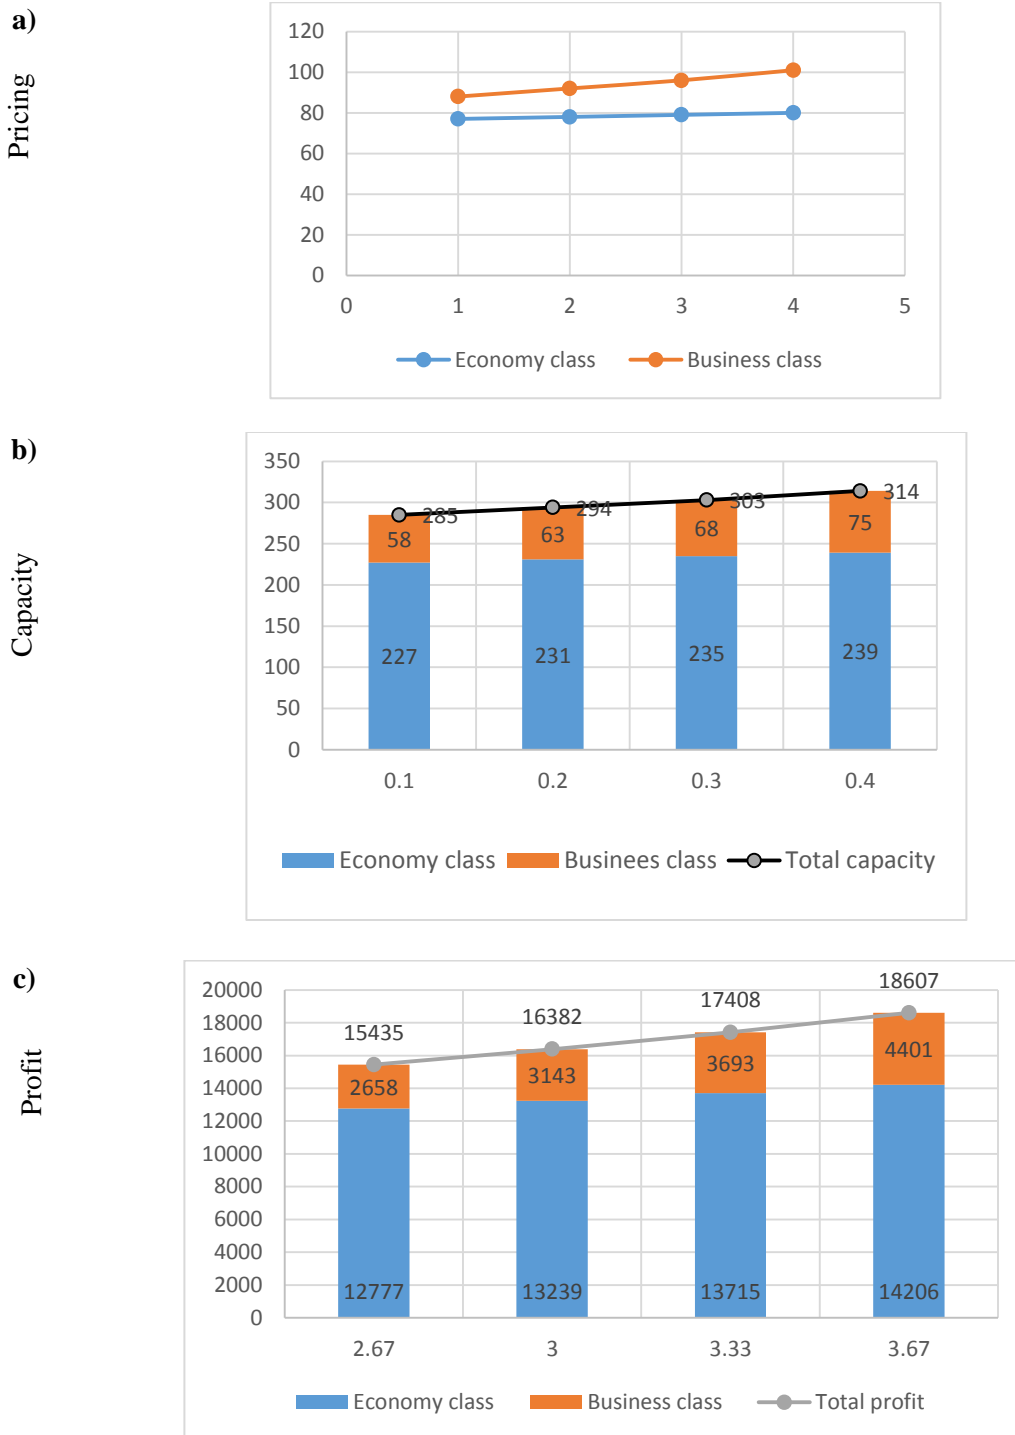 a)
Pricing
120
100
80
60
40
20
0
0 1 2 3 4 5
Economy class Business class
b)
Capacity
350
300
250
200
150
100
50
0
285 294 303 314
58 63 68 75
227 231 235 239
0.1 0.2 0.3 0.4
Economy class Businees class Total capacity
c)
Profit
20000
18000
16000
14000
12000
10000
8000
6000
4000
2000
0
15435 16382 17408 18607
2658 3143 3693 4401
12777 13239 13715 14206
2.67 3 3.33 3.67
Economy class Business class Total profit